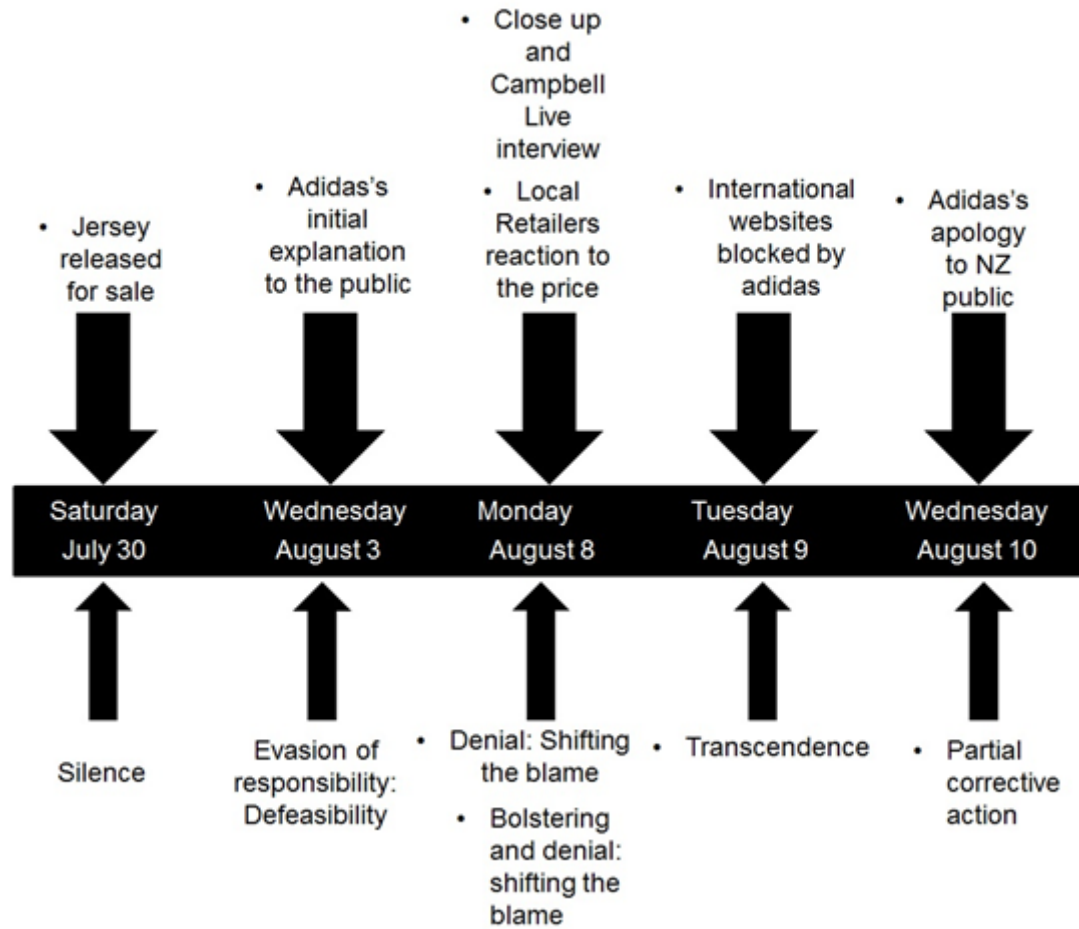 • Close up
and
Campbell
Live
interview
• Local
Retailers
reaction to
the price
• Jersey
released
for sale
• Adidas's
initial
explanation
to the public
• International
websites
blocked by
adidas
• Adidas's
apology
to NZ
public
Saturday
July 30
Wednesday
August 3
Monday
August 8
Tuesday
August 9
Wednesday
August 10
Silence
Evasion of
responsibility:
Defeasibility
• Denial: Shifting
the blame
• Bolstering
and denial:
shifting the
blame
• Transcendence
• Partial
corrective
action